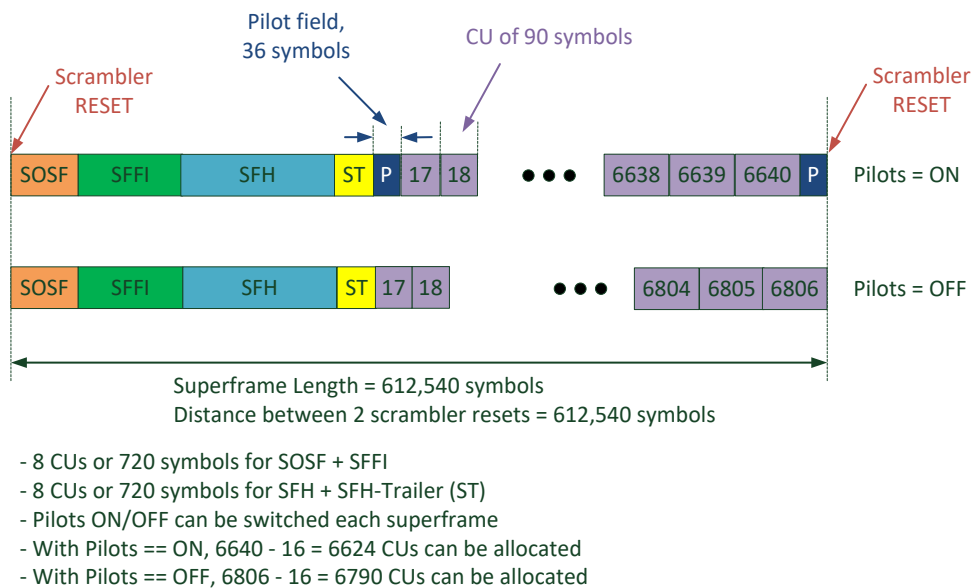 Pilot field,
36 symbols
CU of 90 symbols
Scrambler
RESET
Scrambler
RESET
SOSF SFFI SFH ST P 17 18 ●●● 6638 6639 6640 P Pilots = ON
SOSF SFFI SFH ST 17 18 ●●● 6804 6805 6806 Pilots = OFF
Superframe Length = 612,540 symbols
Distance between 2 scrambler resets = 612,540 symbols
- 8 CUs or 720 symbols for SOSF + SFFI
- 8 CUs or 720 symbols for SFH + SFH-Trailer (ST)
- Pilots ON/OFF can be switched each superframe
- With Pilots == ON, 6640 - 16 = 6624 CUs can be allocated
- With Pilots == OFF, 6806 - 16 = 6790 CUs can be allocated